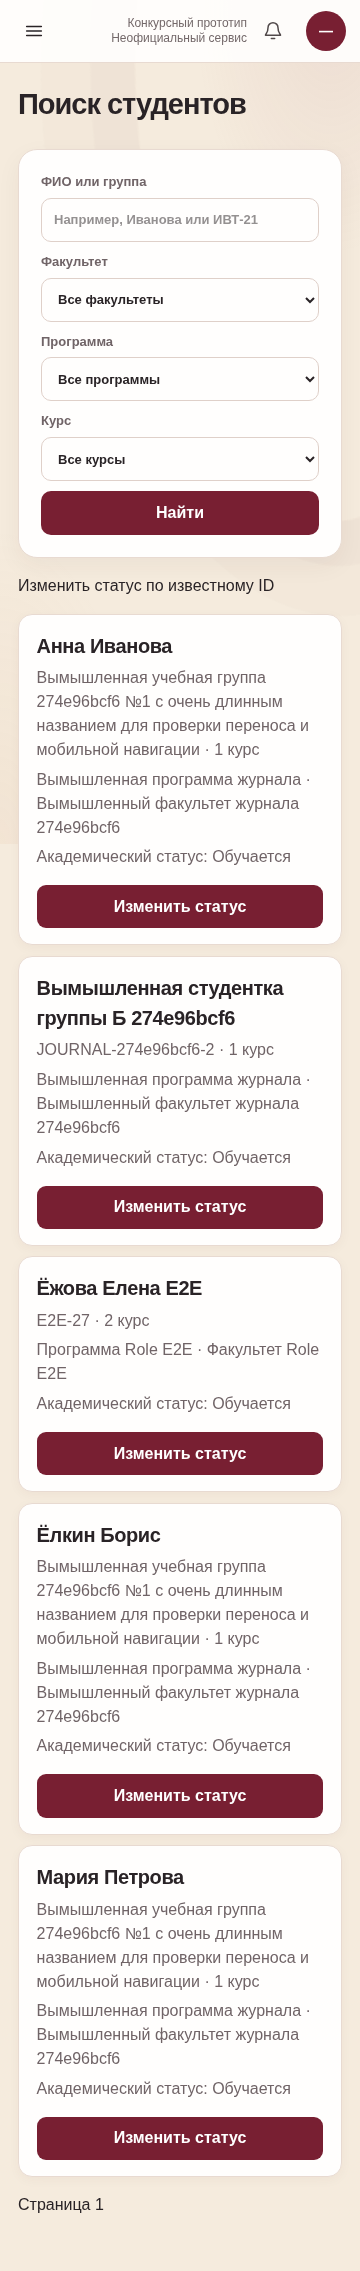 Конкурсный прототип
Неофициальный сервис
—
Поиск студентов
ФИО или группа
Например, Иванова или ИВТ-21
Факультет
Все факультеты
Программа
Все программы
Курс
Все курсы
Найти
Изменить статус по известному ID
Анна Иванова
Вымышленная учебная группа
274e96bcf6 №1 с очень длинным
названием для проверки переноса и
мобильной навигации · 1 курс
Вымышленная программа журнала ·
Вымышленный факультет журнала
274e96bcf6
Академический статус: Обучается
Изменить статус
Вымышленная студентка
группы Б 274e96bcf6
JOURNAL-274e96bcf6-2 · 1 курс
Вымышленная программа журнала ·
Вымышленный факультет журнала
274e96bcf6
Академический статус: Обучается
Изменить статус
Ёжова Елена E2E
E2E-27 · 2 курс
Программа Role E2E · Факультет Role
E2E
Академический статус: Обучается
Изменить статус
Ёлкин Борис
Вымышленная учебная группа
274e96bcf6 №1 с очень длинным
названием для проверки переноса и
мобильной навигации · 1 курс
Вымышленная программа журнала ·
Вымышленный факультет журнала
274e96bcf6
Академический статус: Обучается
Изменить статус
Мария Петрова
Вымышленная учебная группа
274e96bcf6 №1 с очень длинным
названием для проверки переноса и
мобильной навигации · 1 курс
Вымышленная программа журнала ·
Вымышленный факультет журнала
274e96bcf6
Академический статус: Обучается
Изменить статус
Страница 1